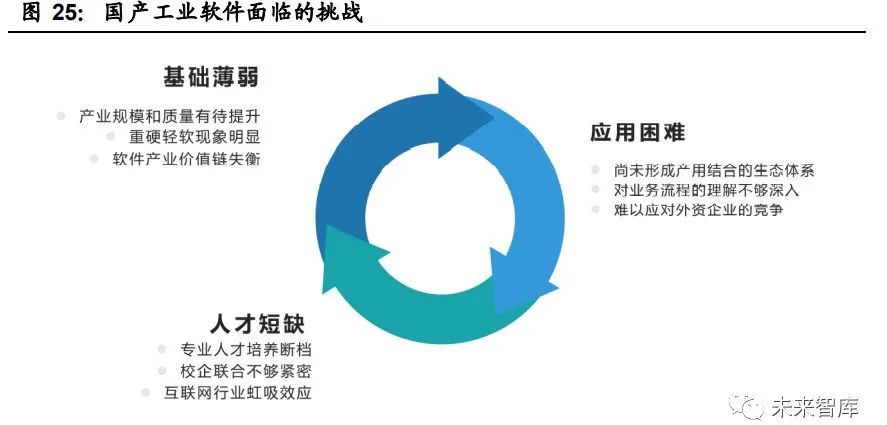 图 25：国产工业软件面临的挑战
基础薄弱
产业规模和质量有待提升
重硬轻软现象明显
软件产业价值链失衡
应用困难
尚未形成产用结合的生态体系
对业务流程的理解不够深入
难以应对外资企业的竞争
人才短缺
专业人才培养断档
校企联合不够紧密
互联网行业虹吸效应
未来智库